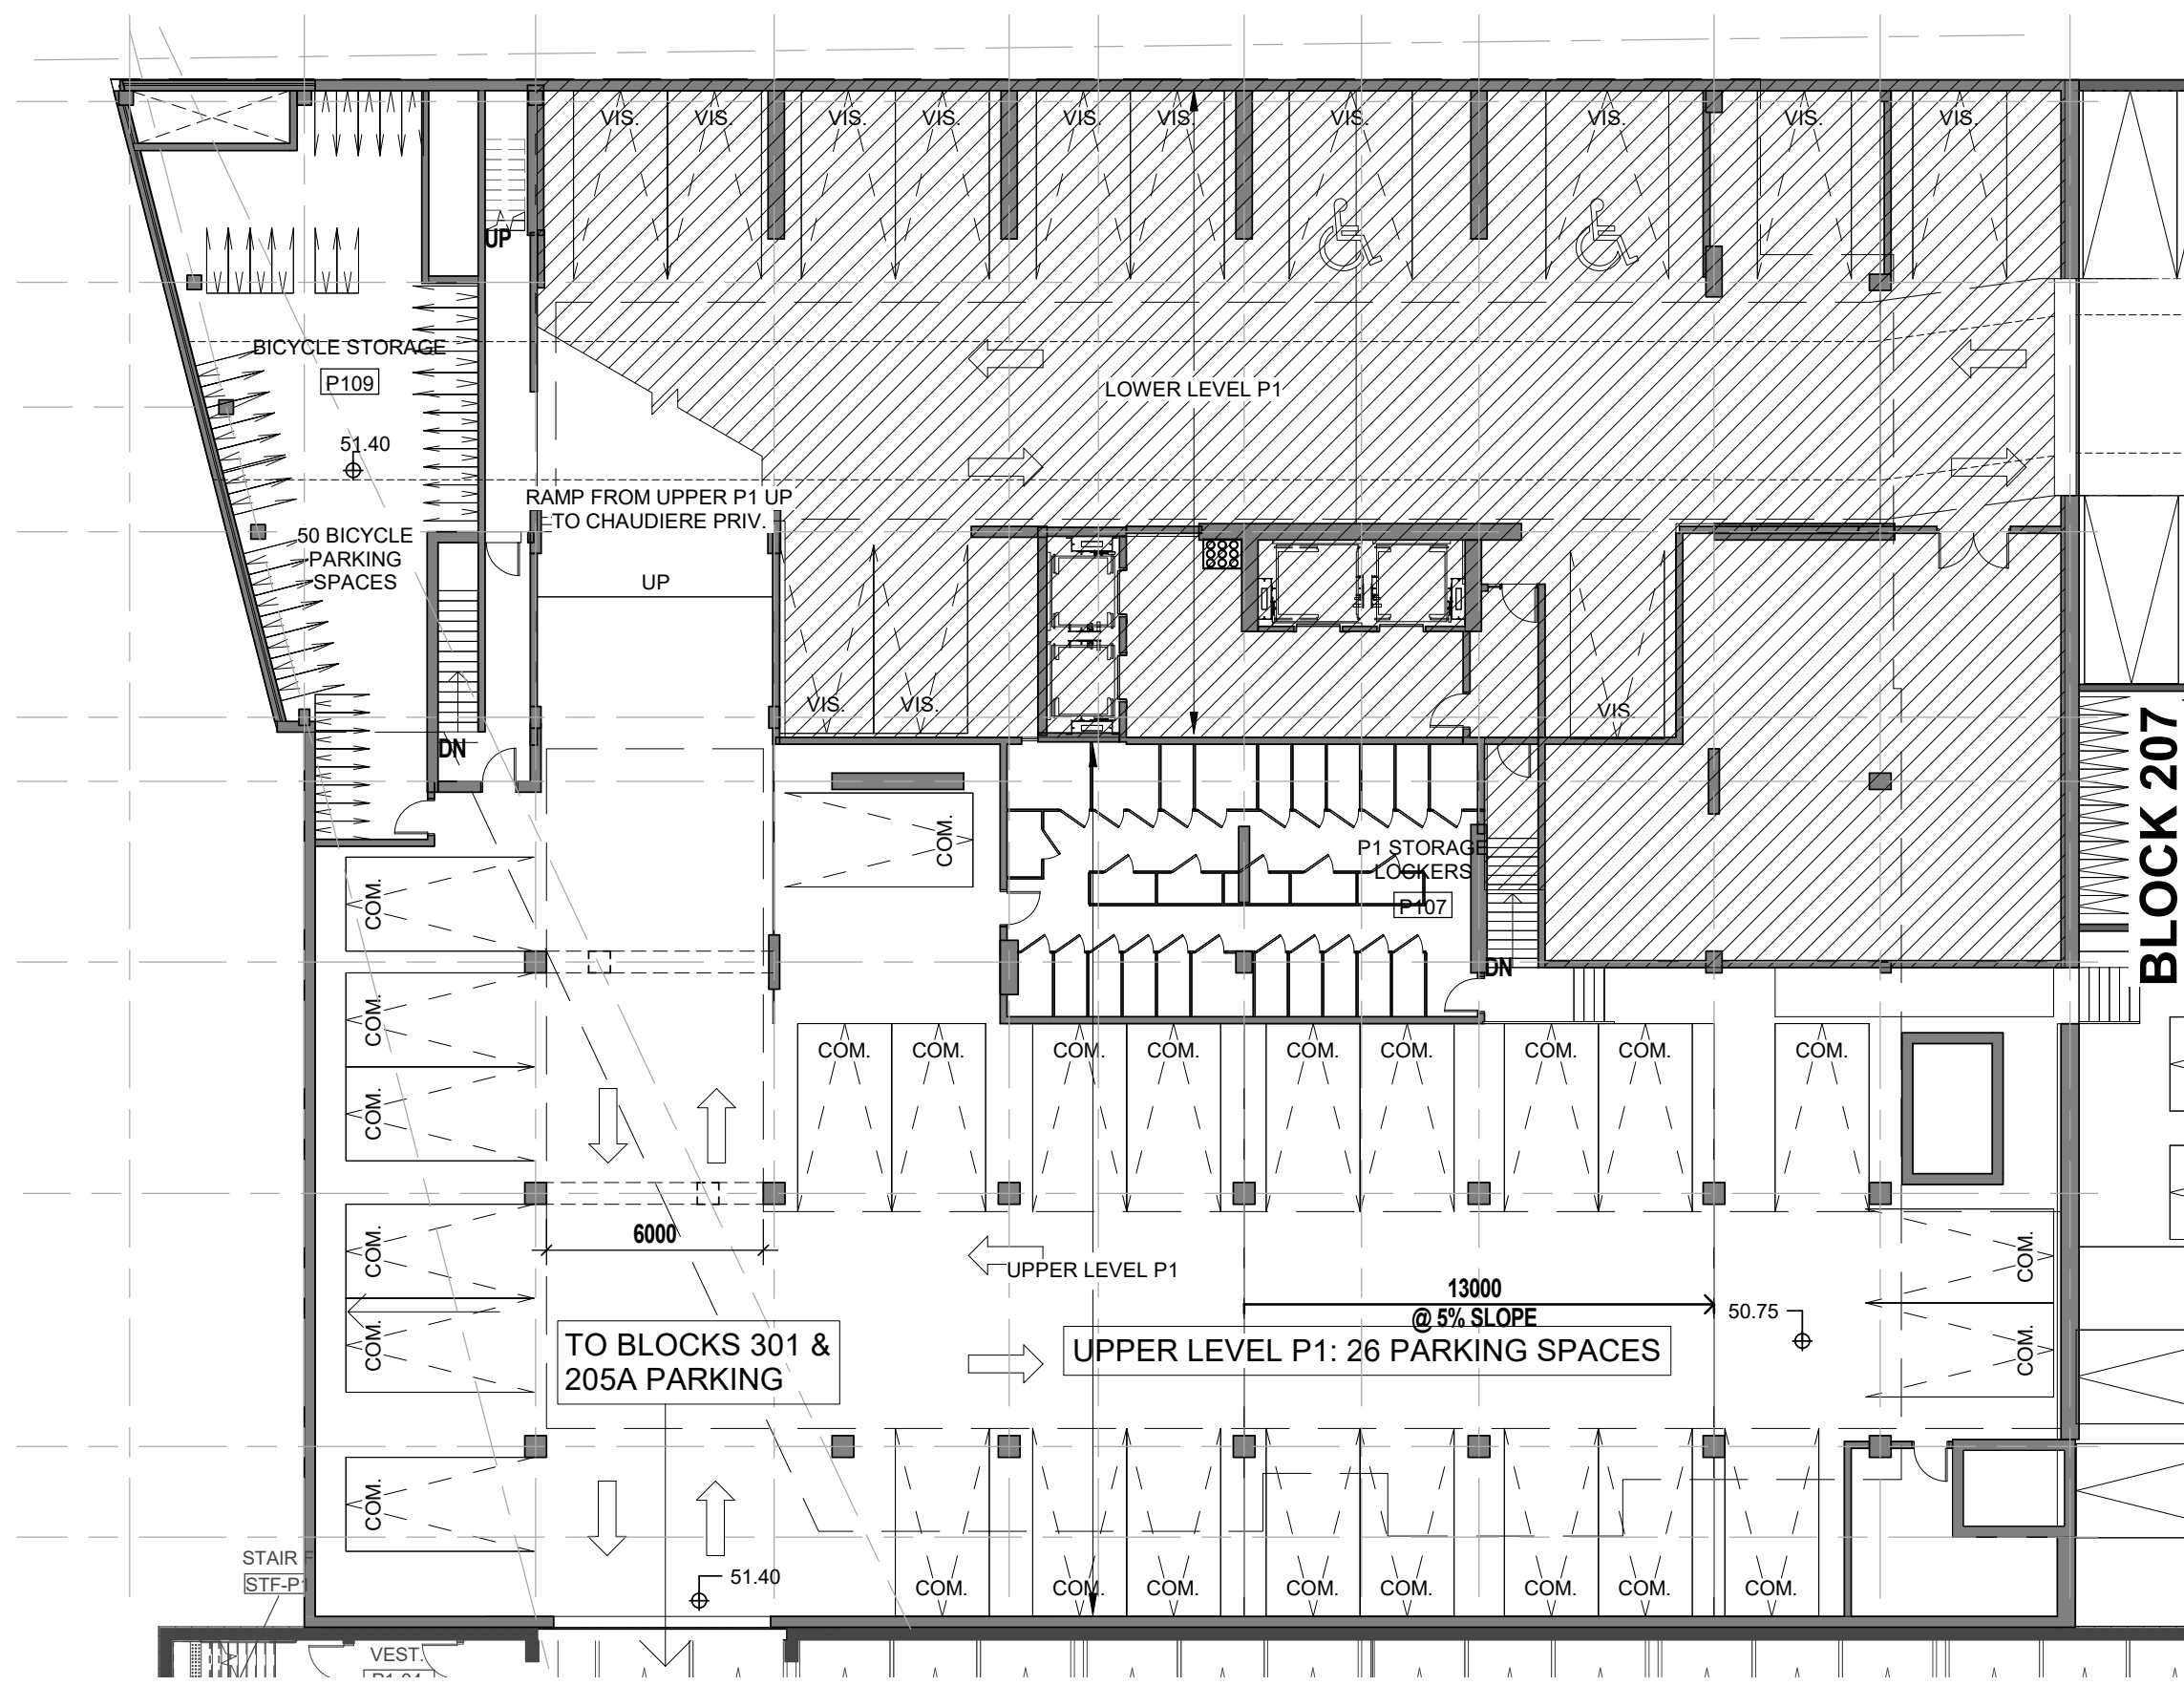 VIS.
VIS.
VIS.
VIS.
VIS.
VIS.
VIS.
VIS.
VIS.
VIS.
UP
BICYCLE STORAGE
P109
LOWER LEVEL P1
51.40
RAMP FROM UPPER P1 UP
TO CHAUDIERE PRIV.
50 BICYCLE
PARKING
SPACES
UP
VIS.
VIS.
VIS.
DN
BLOCK 207
COM.
P1 STORAGE
LOCKERS
P107
COM.
DN
COM.
COM.
COM.
COM.
COM.
COM.
COM.
COM.
COM.
COM.
COM.
6000
COM.
COM.
UPPER LEVEL P1
13000
@ 5% SLOPE
50.75
TO BLOCKS 301 &
205A PARKING
UPPER LEVEL P1: 26 PARKING SPACES
COM.
COM.
COM.
STAIR F
STF-P1
51.40
COM.
COM.
COM.
COM.
COM.
COM.
COM.
COM.
VEST.